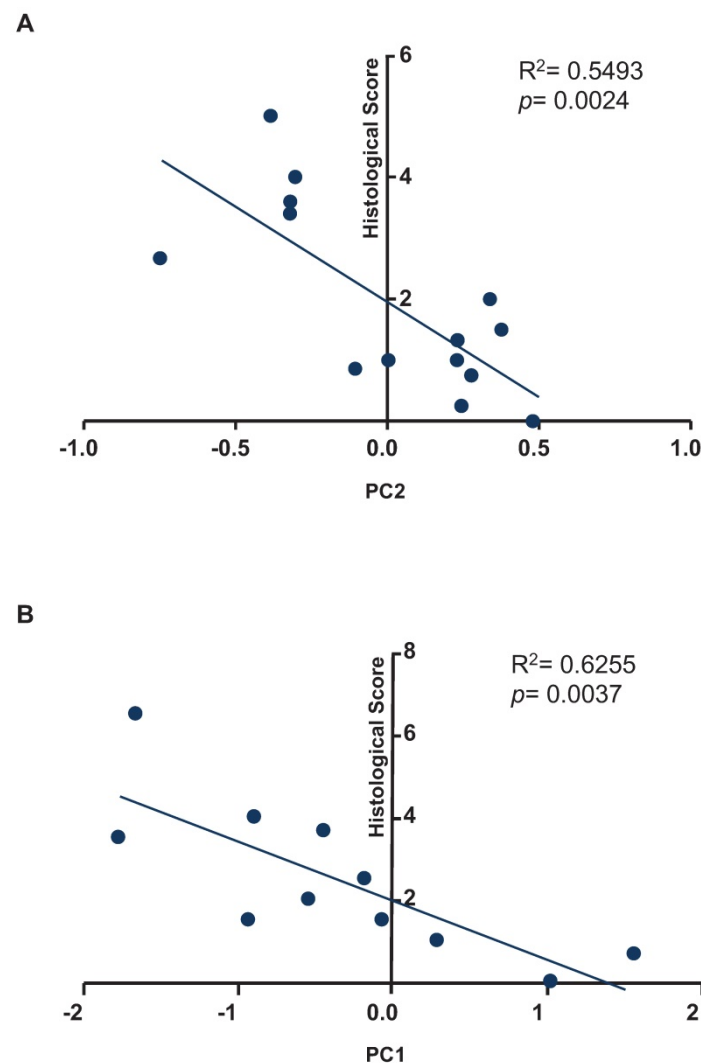 A
Histological Score
6
4
2
R²= 0.5493
p= 0.0024
-1.0
-0.5
0.0
0.5
1.0
PC2
B
Histological Score
8
6
4
2
R²= 0.6255
p= 0.0037
-2
-1
0.0
1
2
PC1